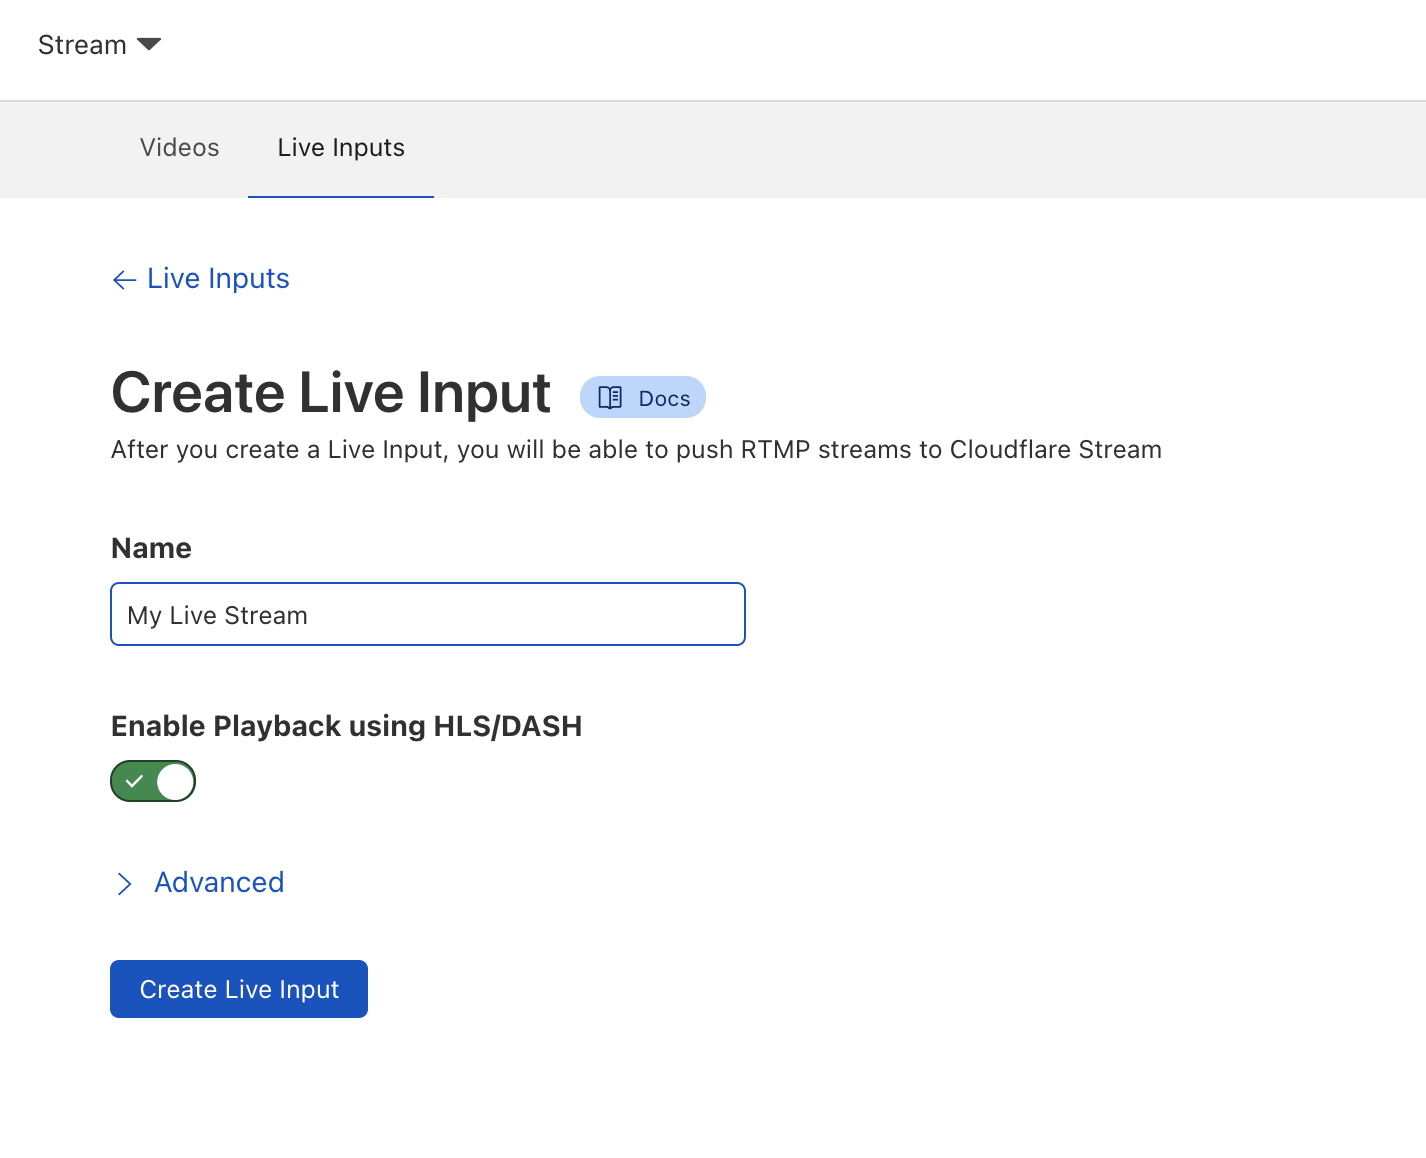 Stream
Videos Live Inputs
← Live Inputs
Create Live Input Docs
After you create a Live Input, you will be able to push RTMP streams to Cloudflare Stream
Name
My Live Stream
Enable Playback using HLS/DASH
Advanced
Create Live Input